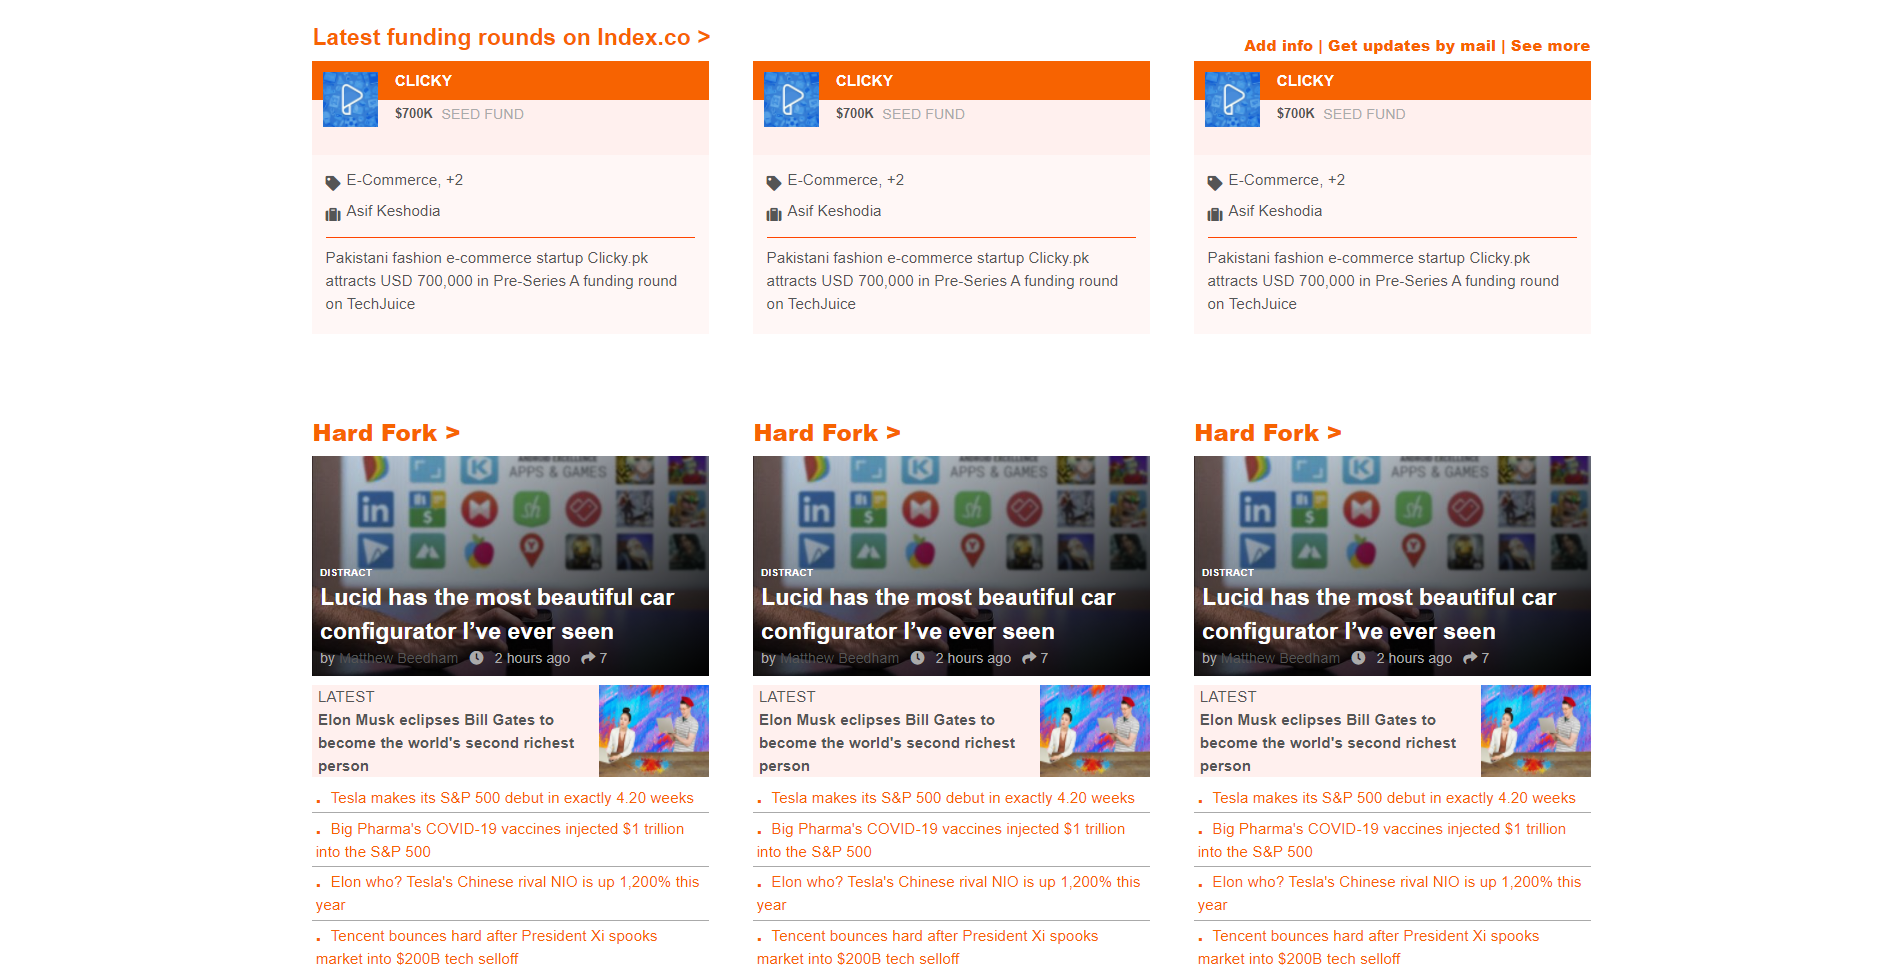 Latest funding rounds on Index.co >
Add info | Get updates by mail | See more
CLICKY
$700K SEED FUND
E-Commerce, +2
Asif Keshodia
Pakistani fashion e-commerce startup Clicky.pk
attracts USD 700,000 in Pre-Series A funding round
on TechJuice
CLICKY
$700K SEED FUND
E-Commerce, +2
Asif Keshodia
Pakistani fashion e-commerce startup Clicky.pk
attracts USD 700,000 in Pre-Series A funding round
on TechJuice
CLICKY
$700K SEED FUND
E-Commerce, +2
Asif Keshodia
Pakistani fashion e-commerce startup Clicky.pk
attracts USD 700,000 in Pre-Series A funding round
on TechJuice
Hard Fork >
APPS & GAMES
in
sh
DISTRACT
Lucid has the most beautiful car
configurator I’ve ever seen
by Matthew Beedham 2 hours ago 7
LATEST
Elon Musk eclipses Bill Gates to
become the world's second richest
person
Tesla makes its S&P 500 debut in exactly 4.20 weeks
Big Pharma's COVID-19 vaccines injected $1 trillion
into the S&P 500
Elon who? Tesla's Chinese rival NIO is up 1,200% this
year
Tencent bounces hard after President Xi spooks
market into $200B tech selloff
Hard Fork >
APPS & GAMES
in
sh
DISTRACT
Lucid has the most beautiful car
configurator I’ve ever seen
by Matthew Beedham 2 hours ago 7
LATEST
Elon Musk eclipses Bill Gates to
become the world's second richest
person
Tesla makes its S&P 500 debut in exactly 4.20 weeks
Big Pharma's COVID-19 vaccines injected $1 trillion
into the S&P 500
Elon who? Tesla's Chinese rival NIO is up 1,200% this
year
Tencent bounces hard after President Xi spooks
market into $200B tech selloff
Hard Fork >
APPS & GAMES
in
sh
DISTRACT
Lucid has the most beautiful car
configurator I’ve ever seen
by Matthew Beedham 2 hours ago 7
LATEST
Elon Musk eclipses Bill Gates to
become the world's second richest
person
Tesla makes its S&P 500 debut in exactly 4.20 weeks
Big Pharma's COVID-19 vaccines injected $1 trillion
into the S&P 500
Elon who? Tesla's Chinese rival NIO is up 1,200% this
year
Tencent bounces hard after President Xi spooks
market into $200B tech selloff